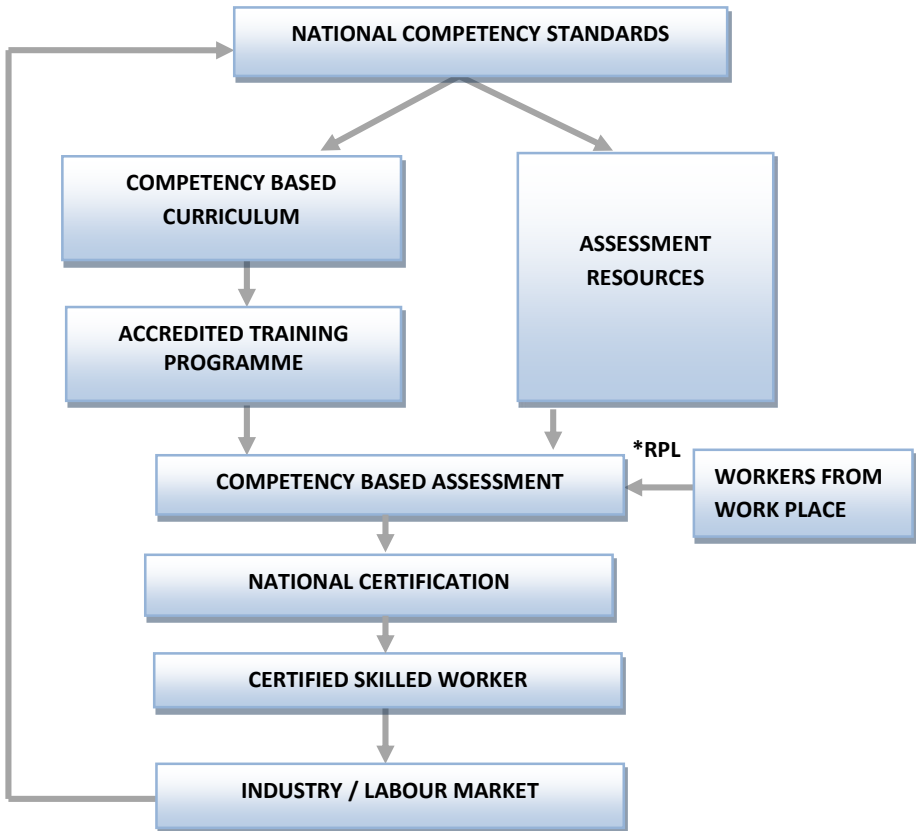 NATIONAL COMPETENCY STANDARDS
COMPETENCY BASED
CURRICULUM
ASSESSMENT
RESOURCES
ACCREDITED TRAINING
PROGRAMME
*RPL
COMPETENCY BASED ASSESSMENT
WORKERS FROM
WORK PLACE
NATIONAL CERTIFICATION
CERTIFIED SKILLED WORKER
INDUSTRY / LABOUR MARKET